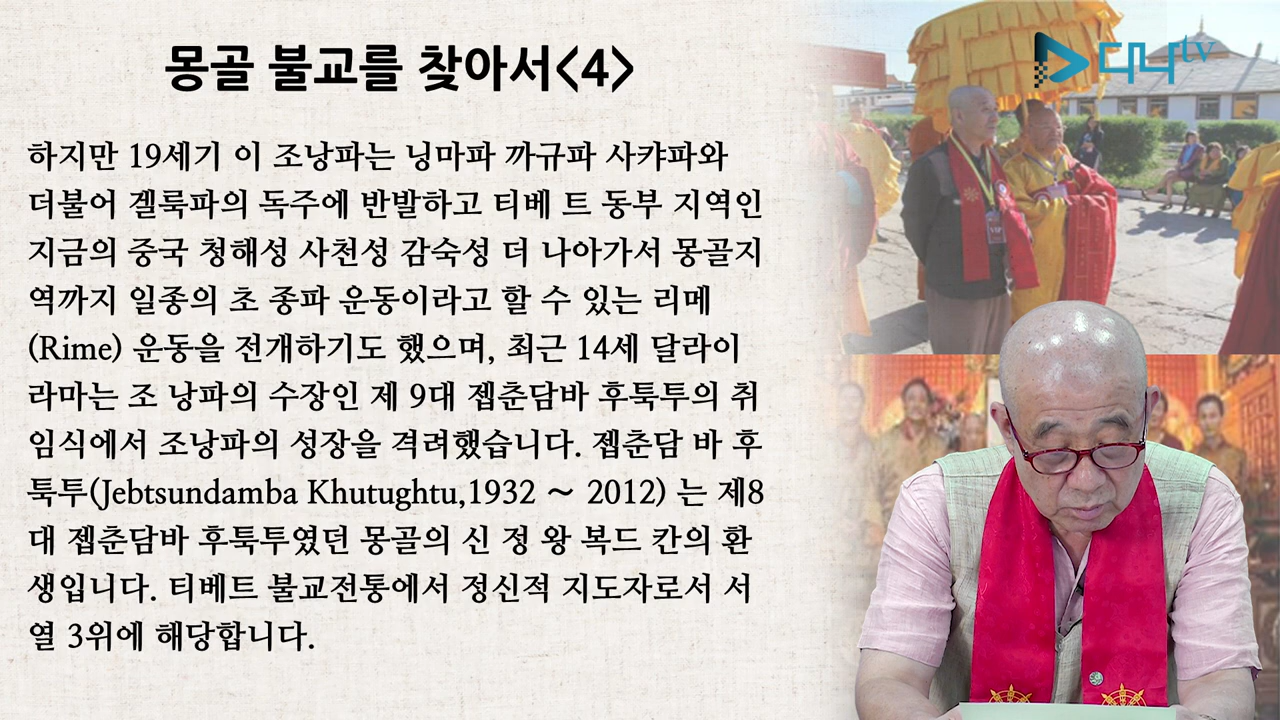 몽골 불교를 찾아서<4>
다나tv
하지만 19세기 이 조낭파는 닝마파 까규파 사캬파와
더불어 겔룩파의 독주에 반발하고 티베 트 동부 지역인
지금의 중국 청해성 사천성 감숙성 더 나아가서 몽골지
역까지 일종의 초 종파 운동이라고 할 수 있는 리메
(Rime) 운동을 전개하기도 했으며, 최근 14세 달라이
라마는 조 낭파의 수장인 제 9대 젭춘담바 후툭투의 취
임식에서 조낭파의 성장을 격려했습니다. 젭춘담 바 후
툭투(Jebtsundamba Khutughtu,1932 ~ 2012) 는 제8
대 젭춘담바 후툭투였던 몽골의 신 정 왕 복드 칸의 환
생입니다. 티베트 불교전통에서 정신적 지도자로서 서
열 3위에 해당합니다.
VIP